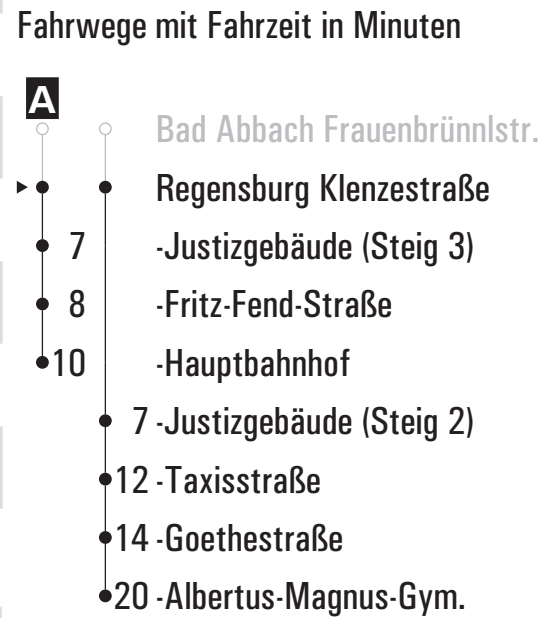 Fahrwege mit Fahrzeit in Minuten
A
Bad Abbach Frauenbrünnlstr.
Regensburg Klenzestraße
7 -Justizgebäude (Steig 3)
8 -Fritz-Fend-Straße
10 -Hauptbahnhof
7 -Justizgebäude (Steig 2)
12 -Taxisstraße
14 -Goethestraße
20 -Albertus-Magnus-Gym.